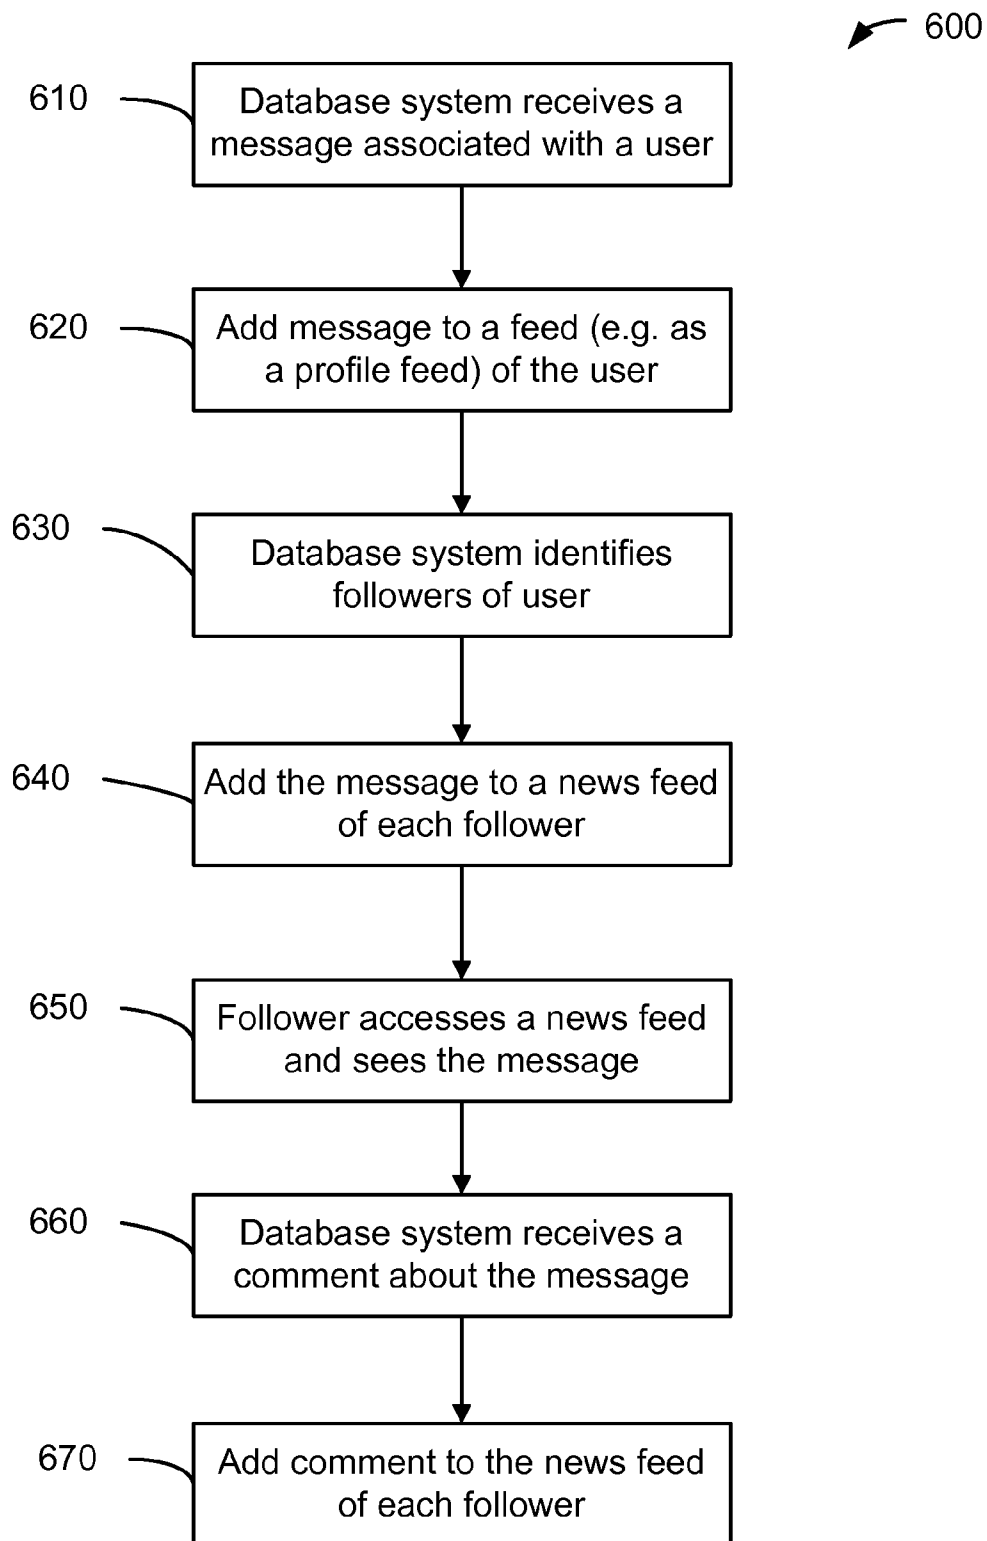 600
610
Database system receives a
message associated with a user
620
Add message to a feed (e.g. as
a profile feed) of the user
630
Database system identifies
followers of user
640
Add the message to a news feed
of each follower
650
Follower accesses a news feed
and sees the message
660
Database system receives a
comment about the message
670
Add comment to the news feed
of each follower